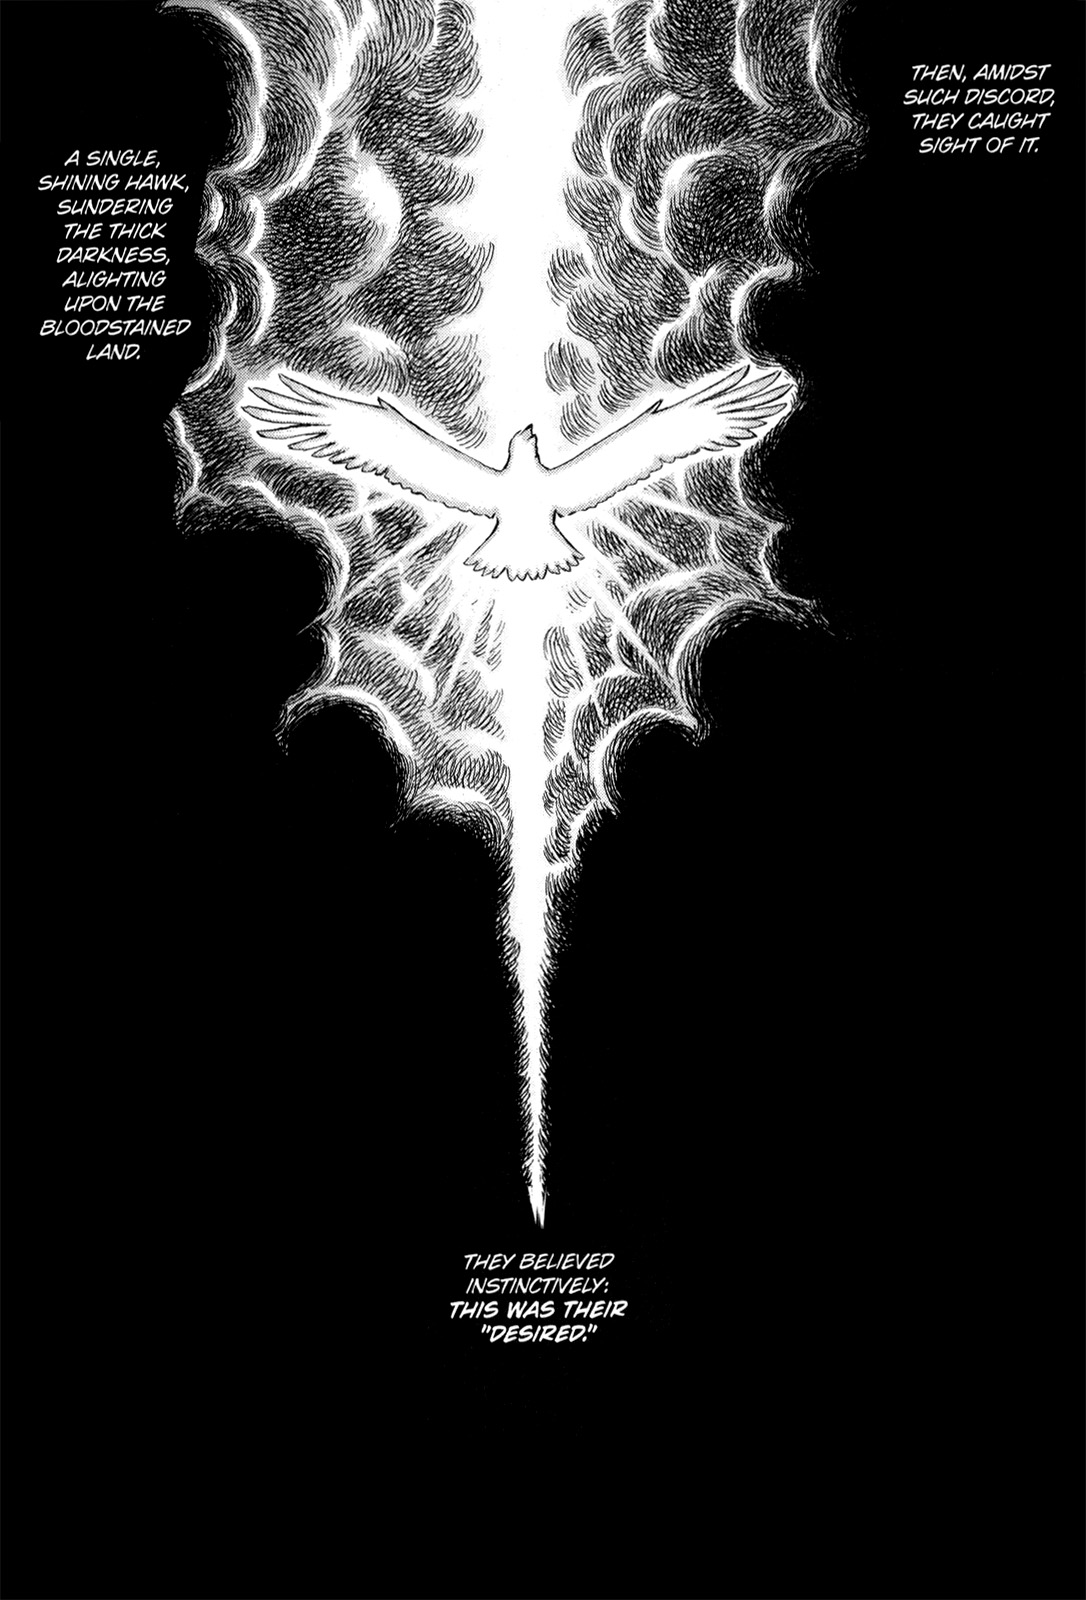 THEN, AMIDST
SUCH DISCORD,
THEY CAUGHT
SIGHT OF IT.
A SINGLE,
SHINING HAWK,
SUNDERING
THE THICK
DARKNESS,
ALIGHTING
UPON THE
BLOODSTAINED
LAND.
THEY BELIEVED
INSTINCTIVELY:
THIS WAS THEIR
"DESIRED."